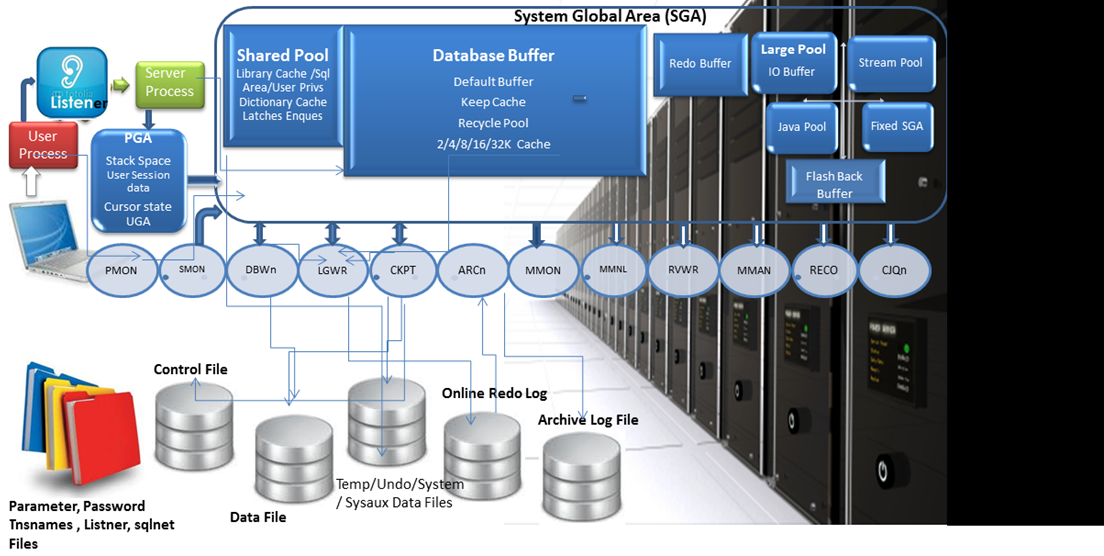 System Global Area (SGA)
Shared Pool
Library Cache /Sql
Area/User Privs
Dictionary Cache
Latches Enques
Database Buffer
Default Buffer
Keep Cache
Recycle Pool
2/4/8/16/32K Cache
Redo Buffer
Large Pool
IO Buffer
Stream Pool
Java Pool
Fixed SGA
Flash Back
Buffer
Listener
Server
Process
User
Process
PGA
Stack Space
User Session
data
Cursor state
UGA
PMON
SMON
DBWn
LGWR
CKPT
ARCn
MMON
MMNL
RVWR
MMAN
RECO
CJQn
Control File
Online Redo Log
Archive Log File
Temp/Undo/System
/ Sysaux Data Files
Data File
Parameter, Password
Tnsnames , Listner, sqlnet
Files